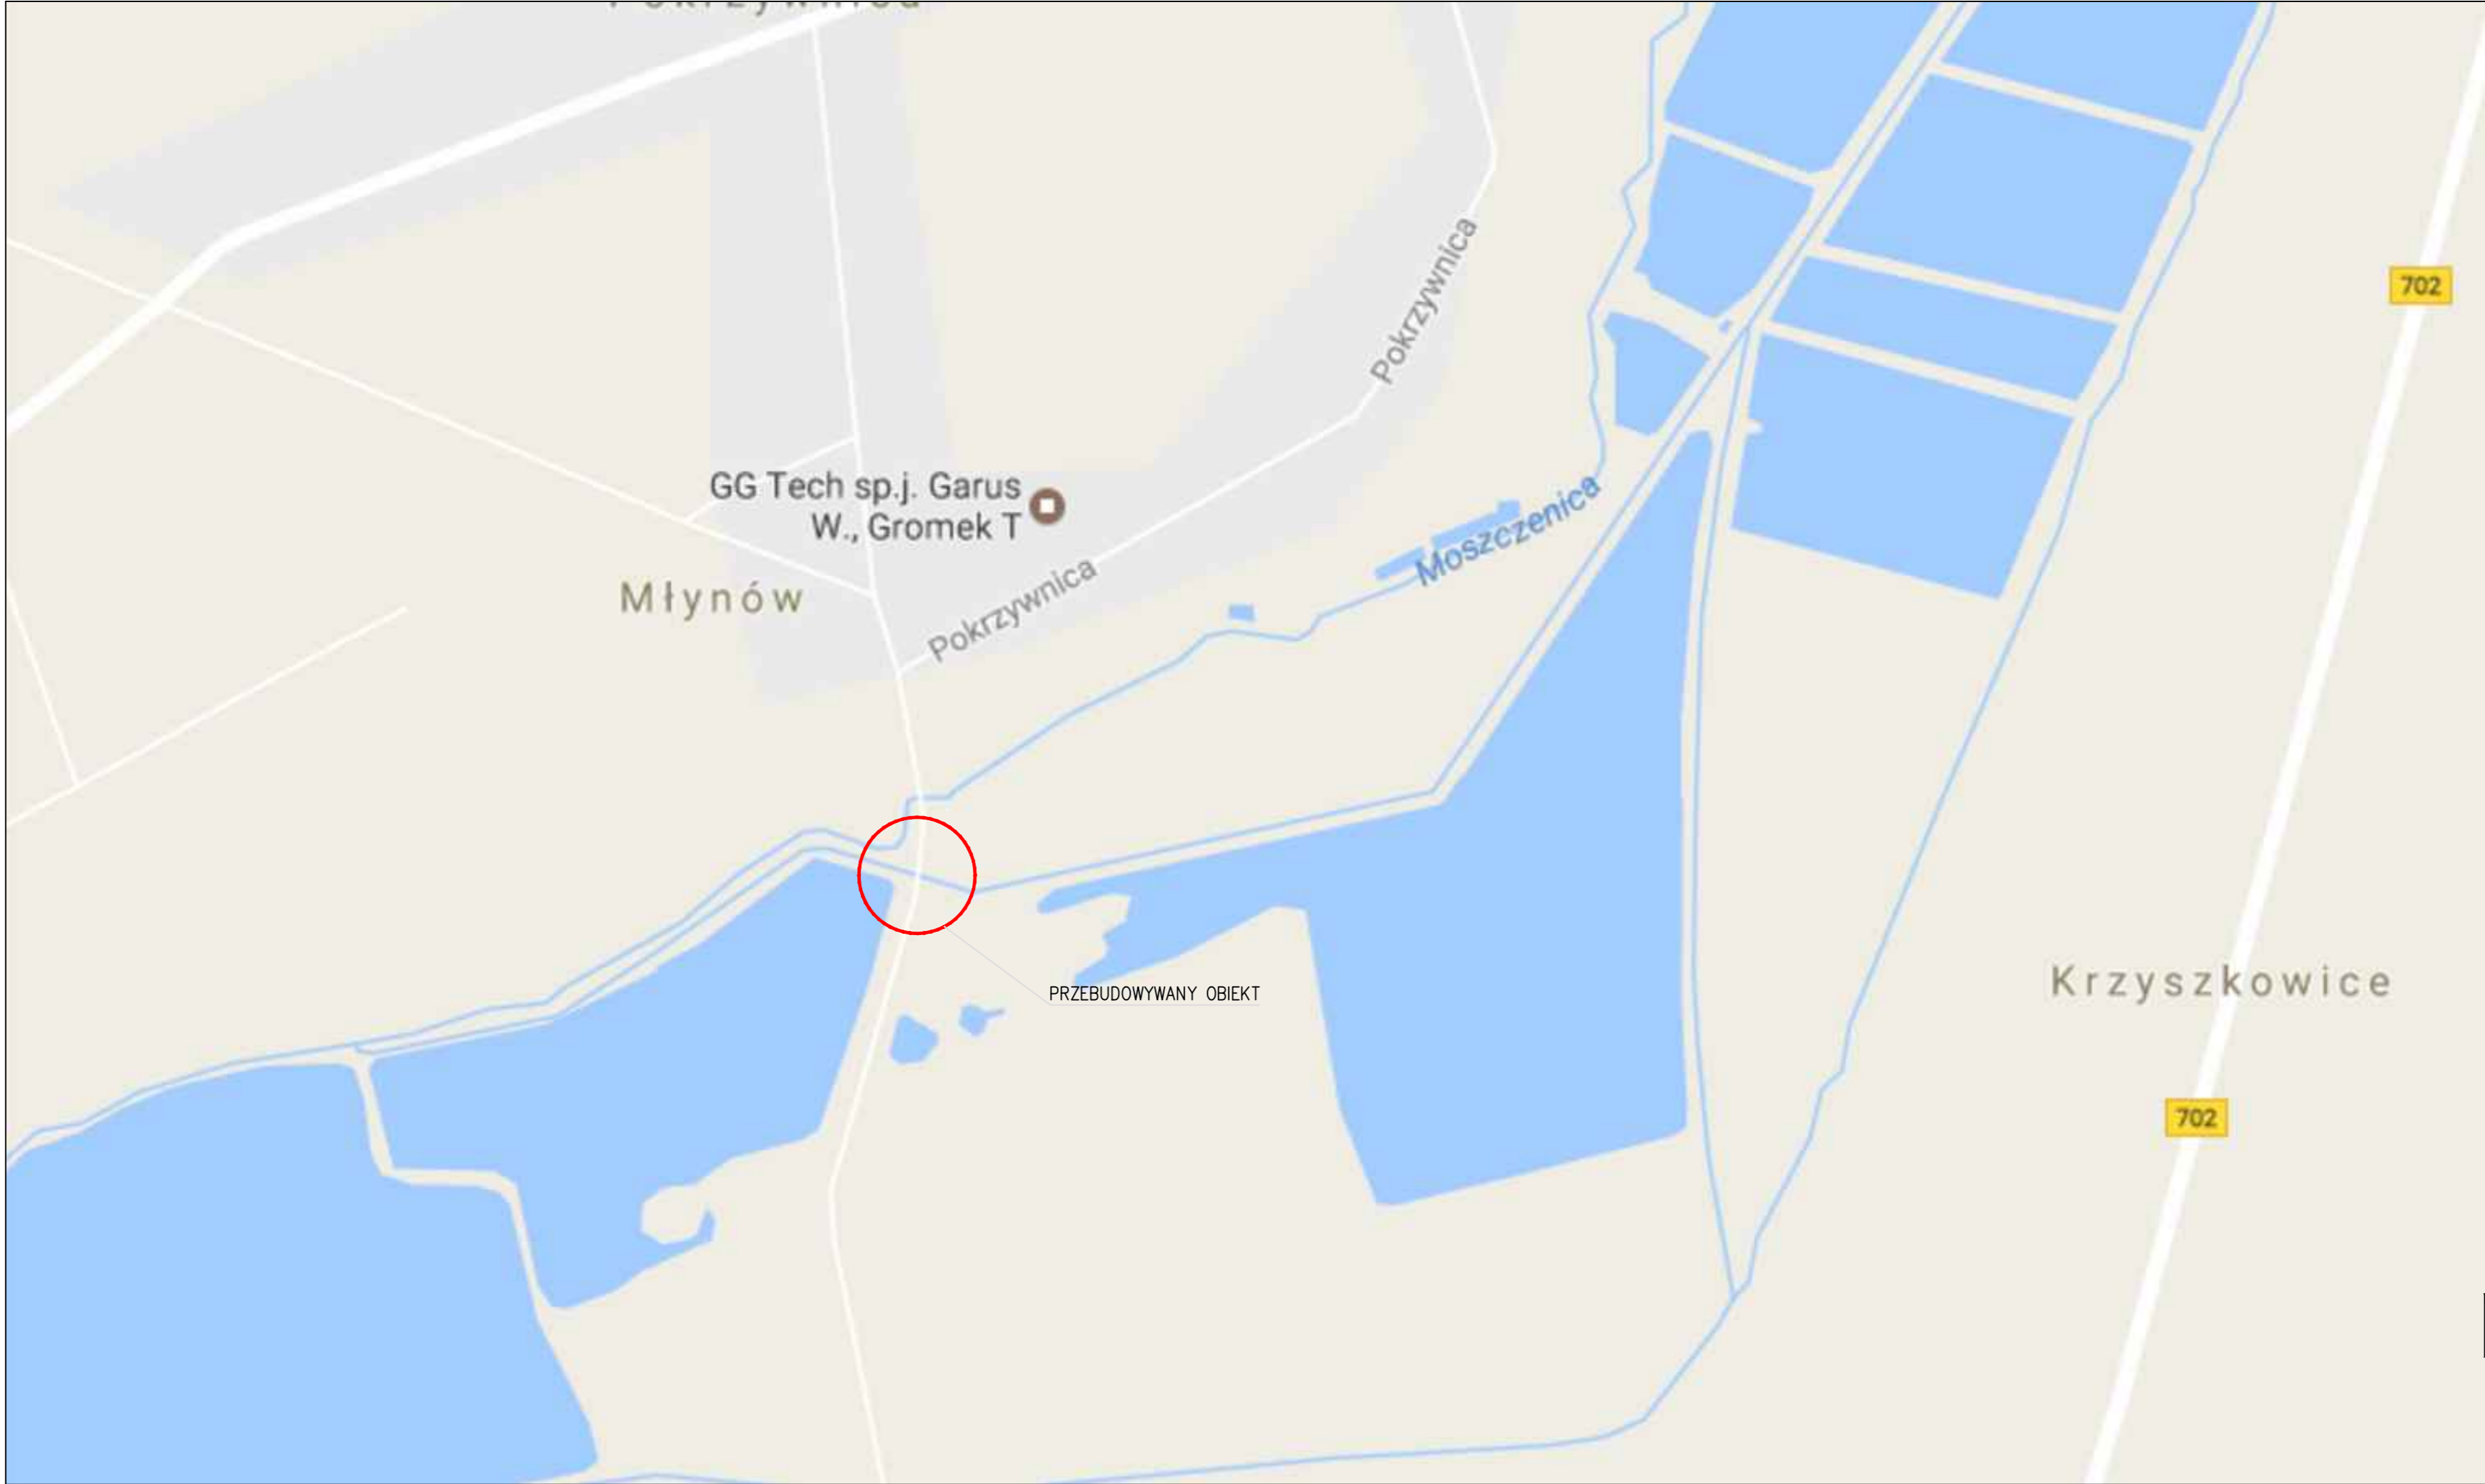 702
Pokrzywnica
GG Tech sp.j. Garus
W., Gromek T
Moszczenica
Młynów
Pokrzywnica
Krzyszkowice
PRZEBUDOWYWANY OBIEKT
702